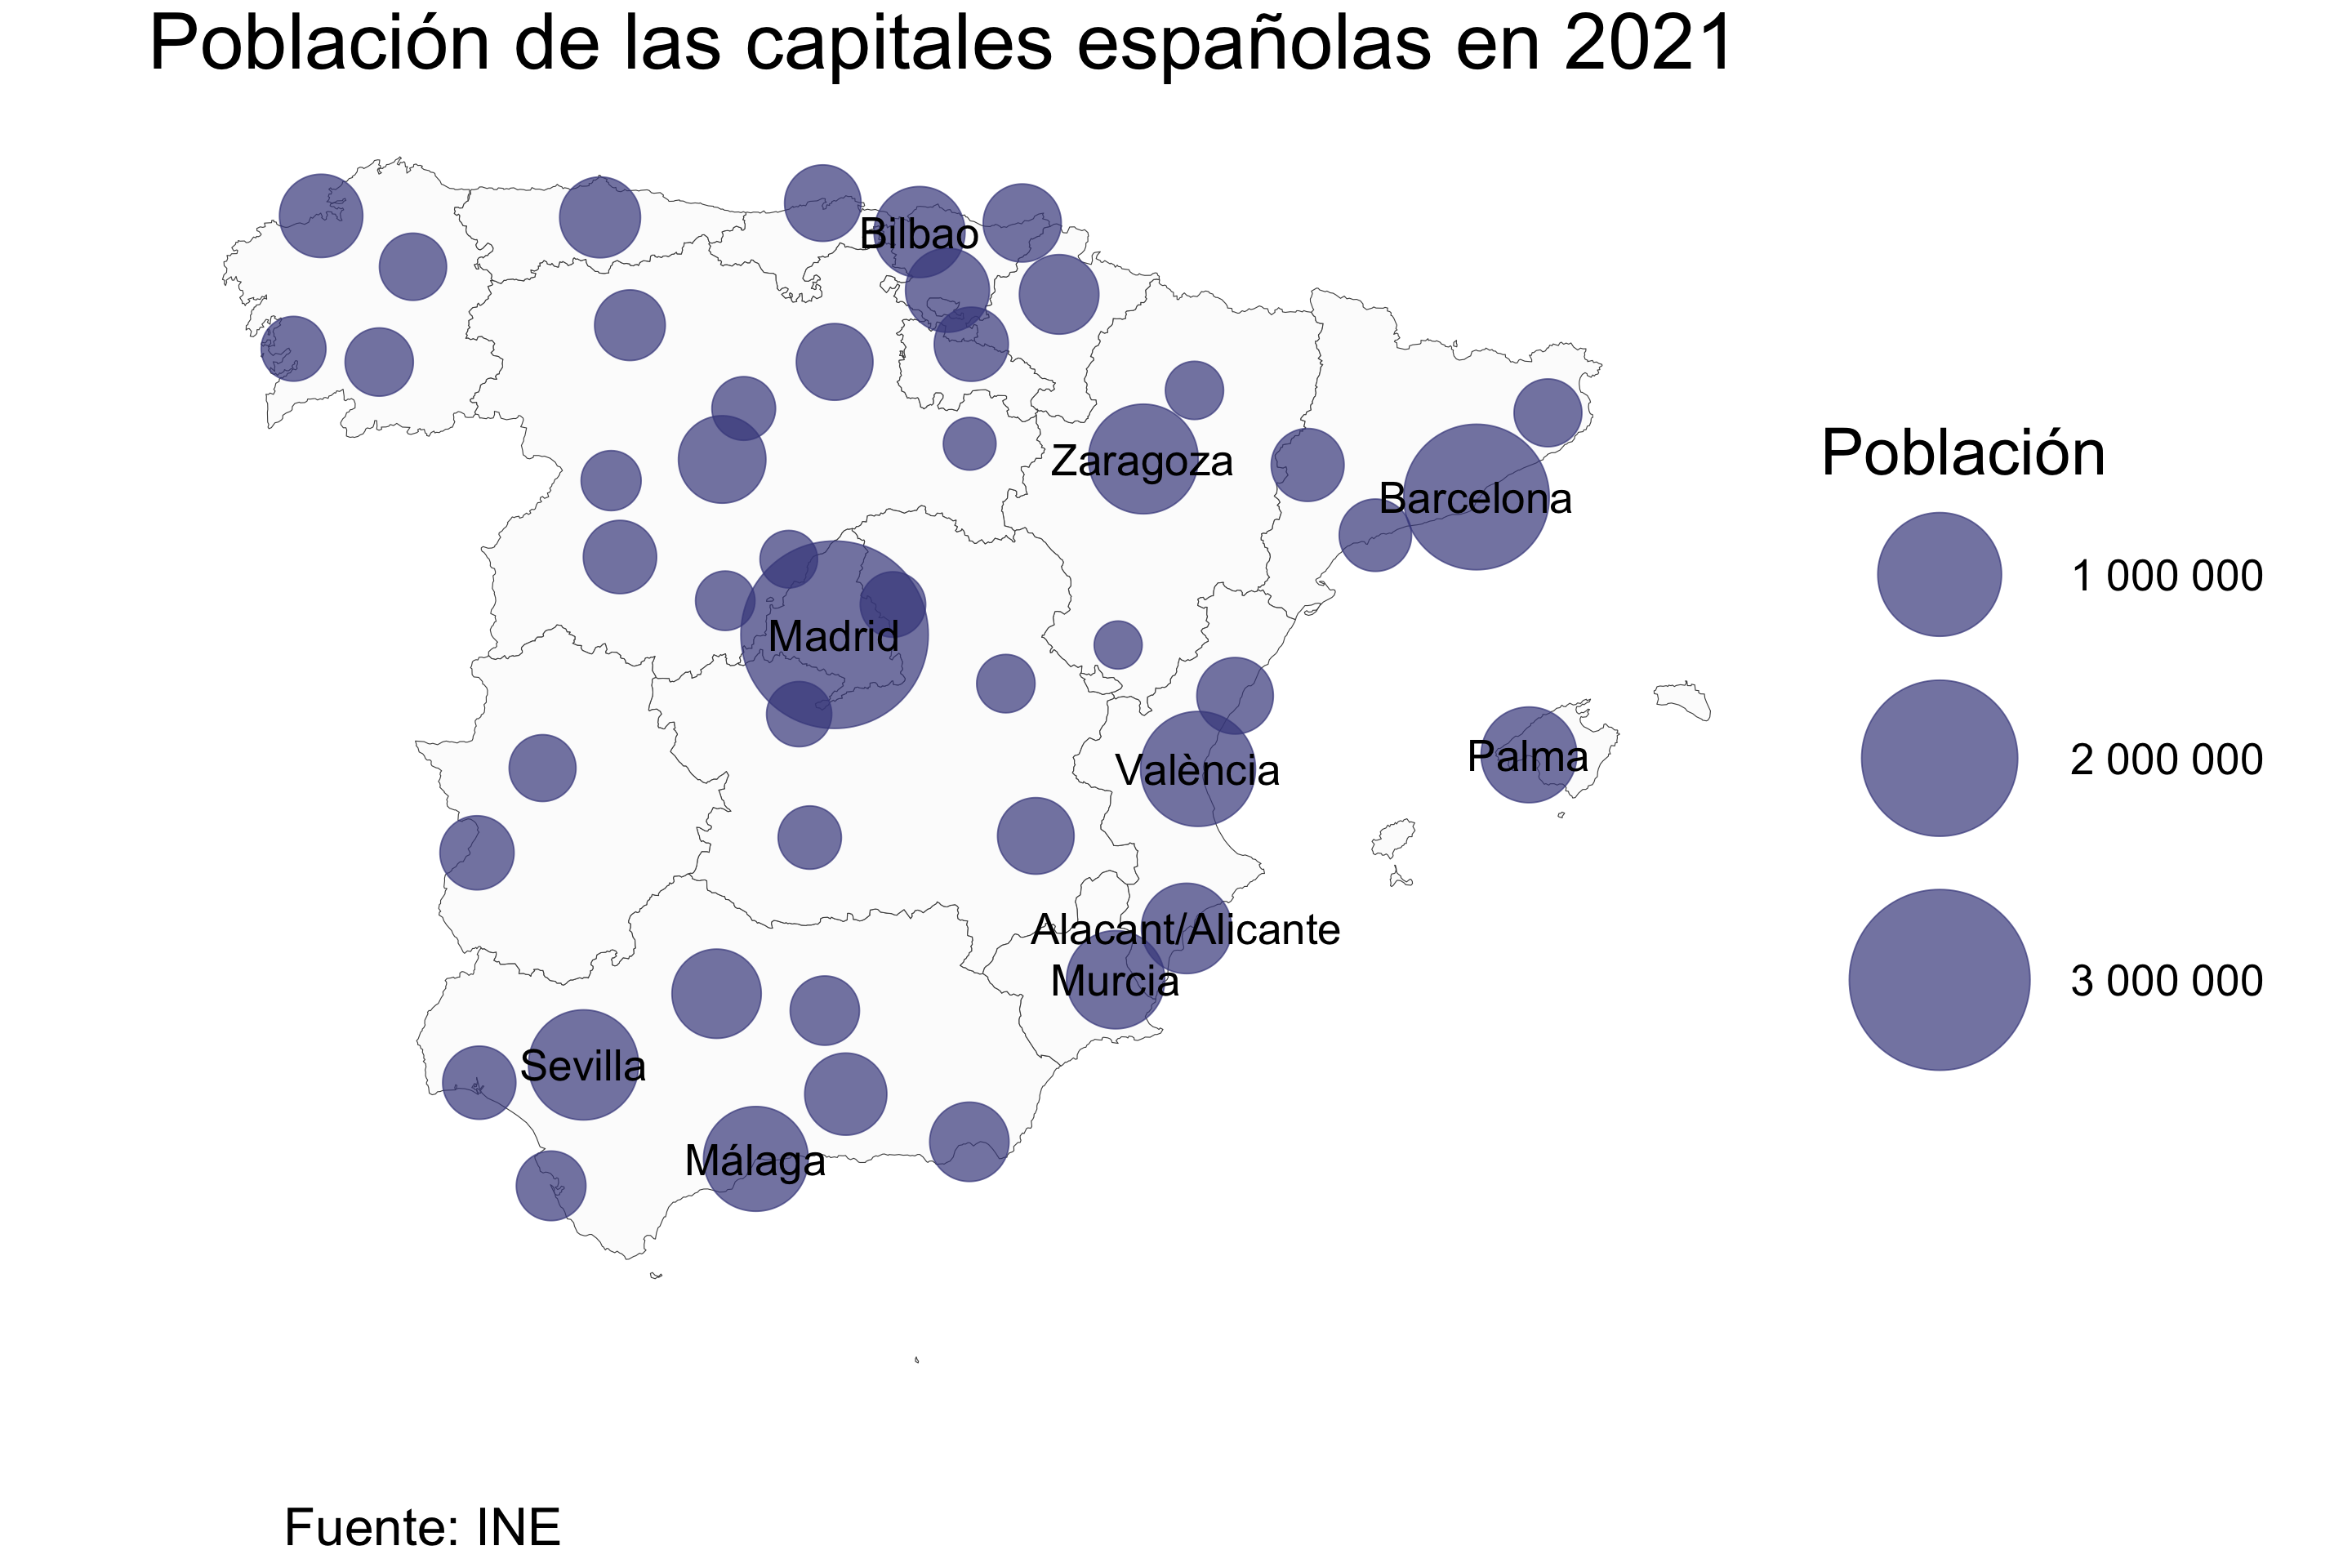 Población de las capitales españolas en 2021
Bilbao
Zaragoza
Barcelona
Madrid
València
Palma
Alacant/Alicante
Murcia
Sevilla
Málaga
Población
1 000 000
2 000 000
3 000 000
Fuente: INE